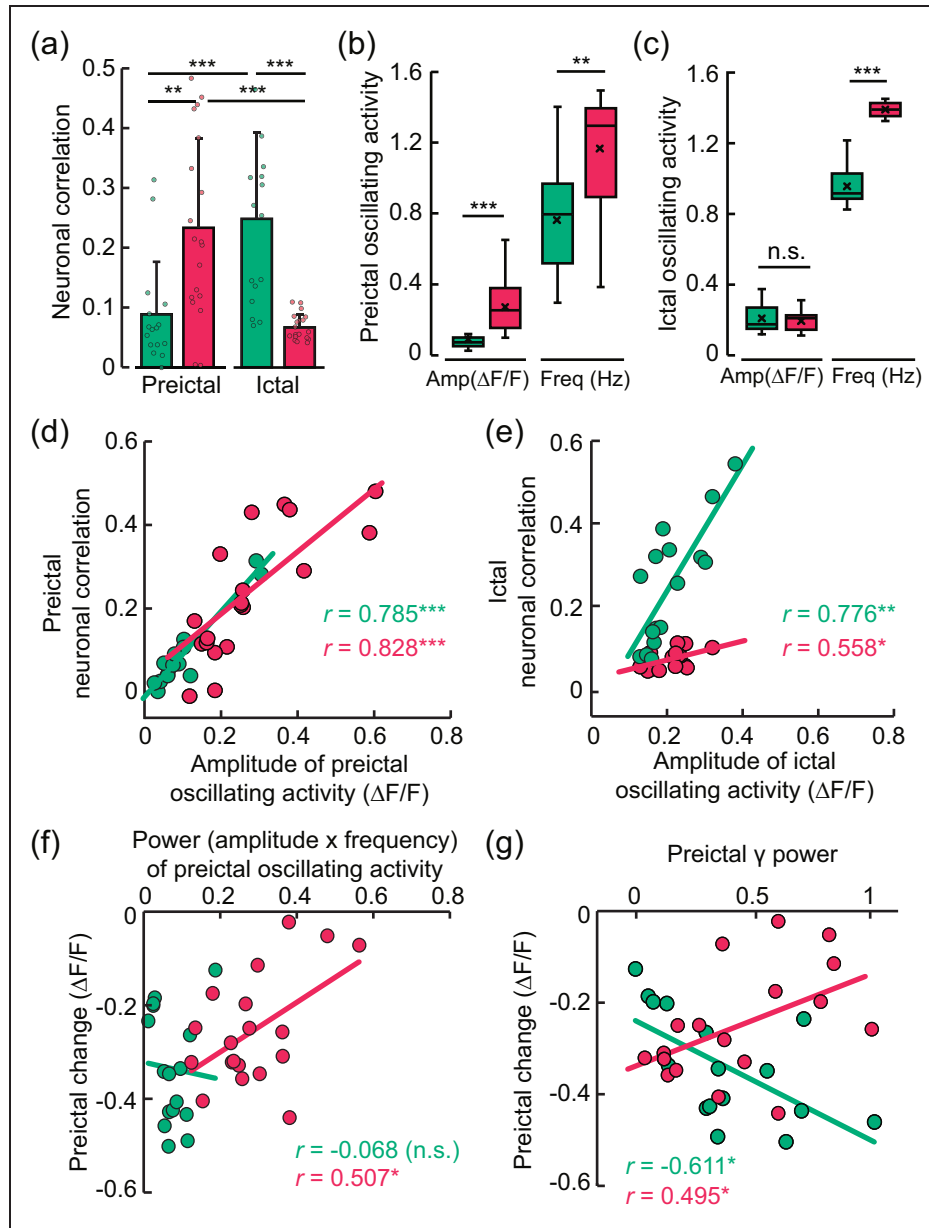 (a)
*** ***
** ***
0.5
0.4
0.3
0.2
0.1
0
Neuronal correlation
Preictal Ictal
(b)
** 
***
1.6
1.2
0.8
0.4
0
Preictal oscillating activity
Amp(ΔF/F) Freq (Hz)
(c)
***
n.s.
1.6
1.2
0.8
0.4
0
Ictal oscillating activity
Amp(ΔF/F) Freq (Hz)
(d)
0.6
0.4
0.2
0
Preictal
neuronal correlation
r = 0.785***
r = 0.828***
0 0.2 0.4 0.6 0.8
Amplitude of preictal
oscillating activity (ΔF/F)
(e)
0.6
0.4
0.2
0
Ictal
neuronal correlation
r = 0.776**
r = 0.558*
0 0.2 0.4 0.6 0.8
Amplitude of ictal
oscillating activity (ΔF/F)
(f)
Power (amplitude x frequency)
of preictal oscillating activity
0 0.2 0.4 0.6 0.8
0
-0.2
-0.4
-0.6
Preictal change (ΔF/F)
r = -0.068 (n.s.)
r = 0.507*
(g)
Preictal γ power
0 0.5 1
0
-0.2
-0.4
-0.6
Preictal change (ΔF/F)
r = -0.611*
r = 0.495*